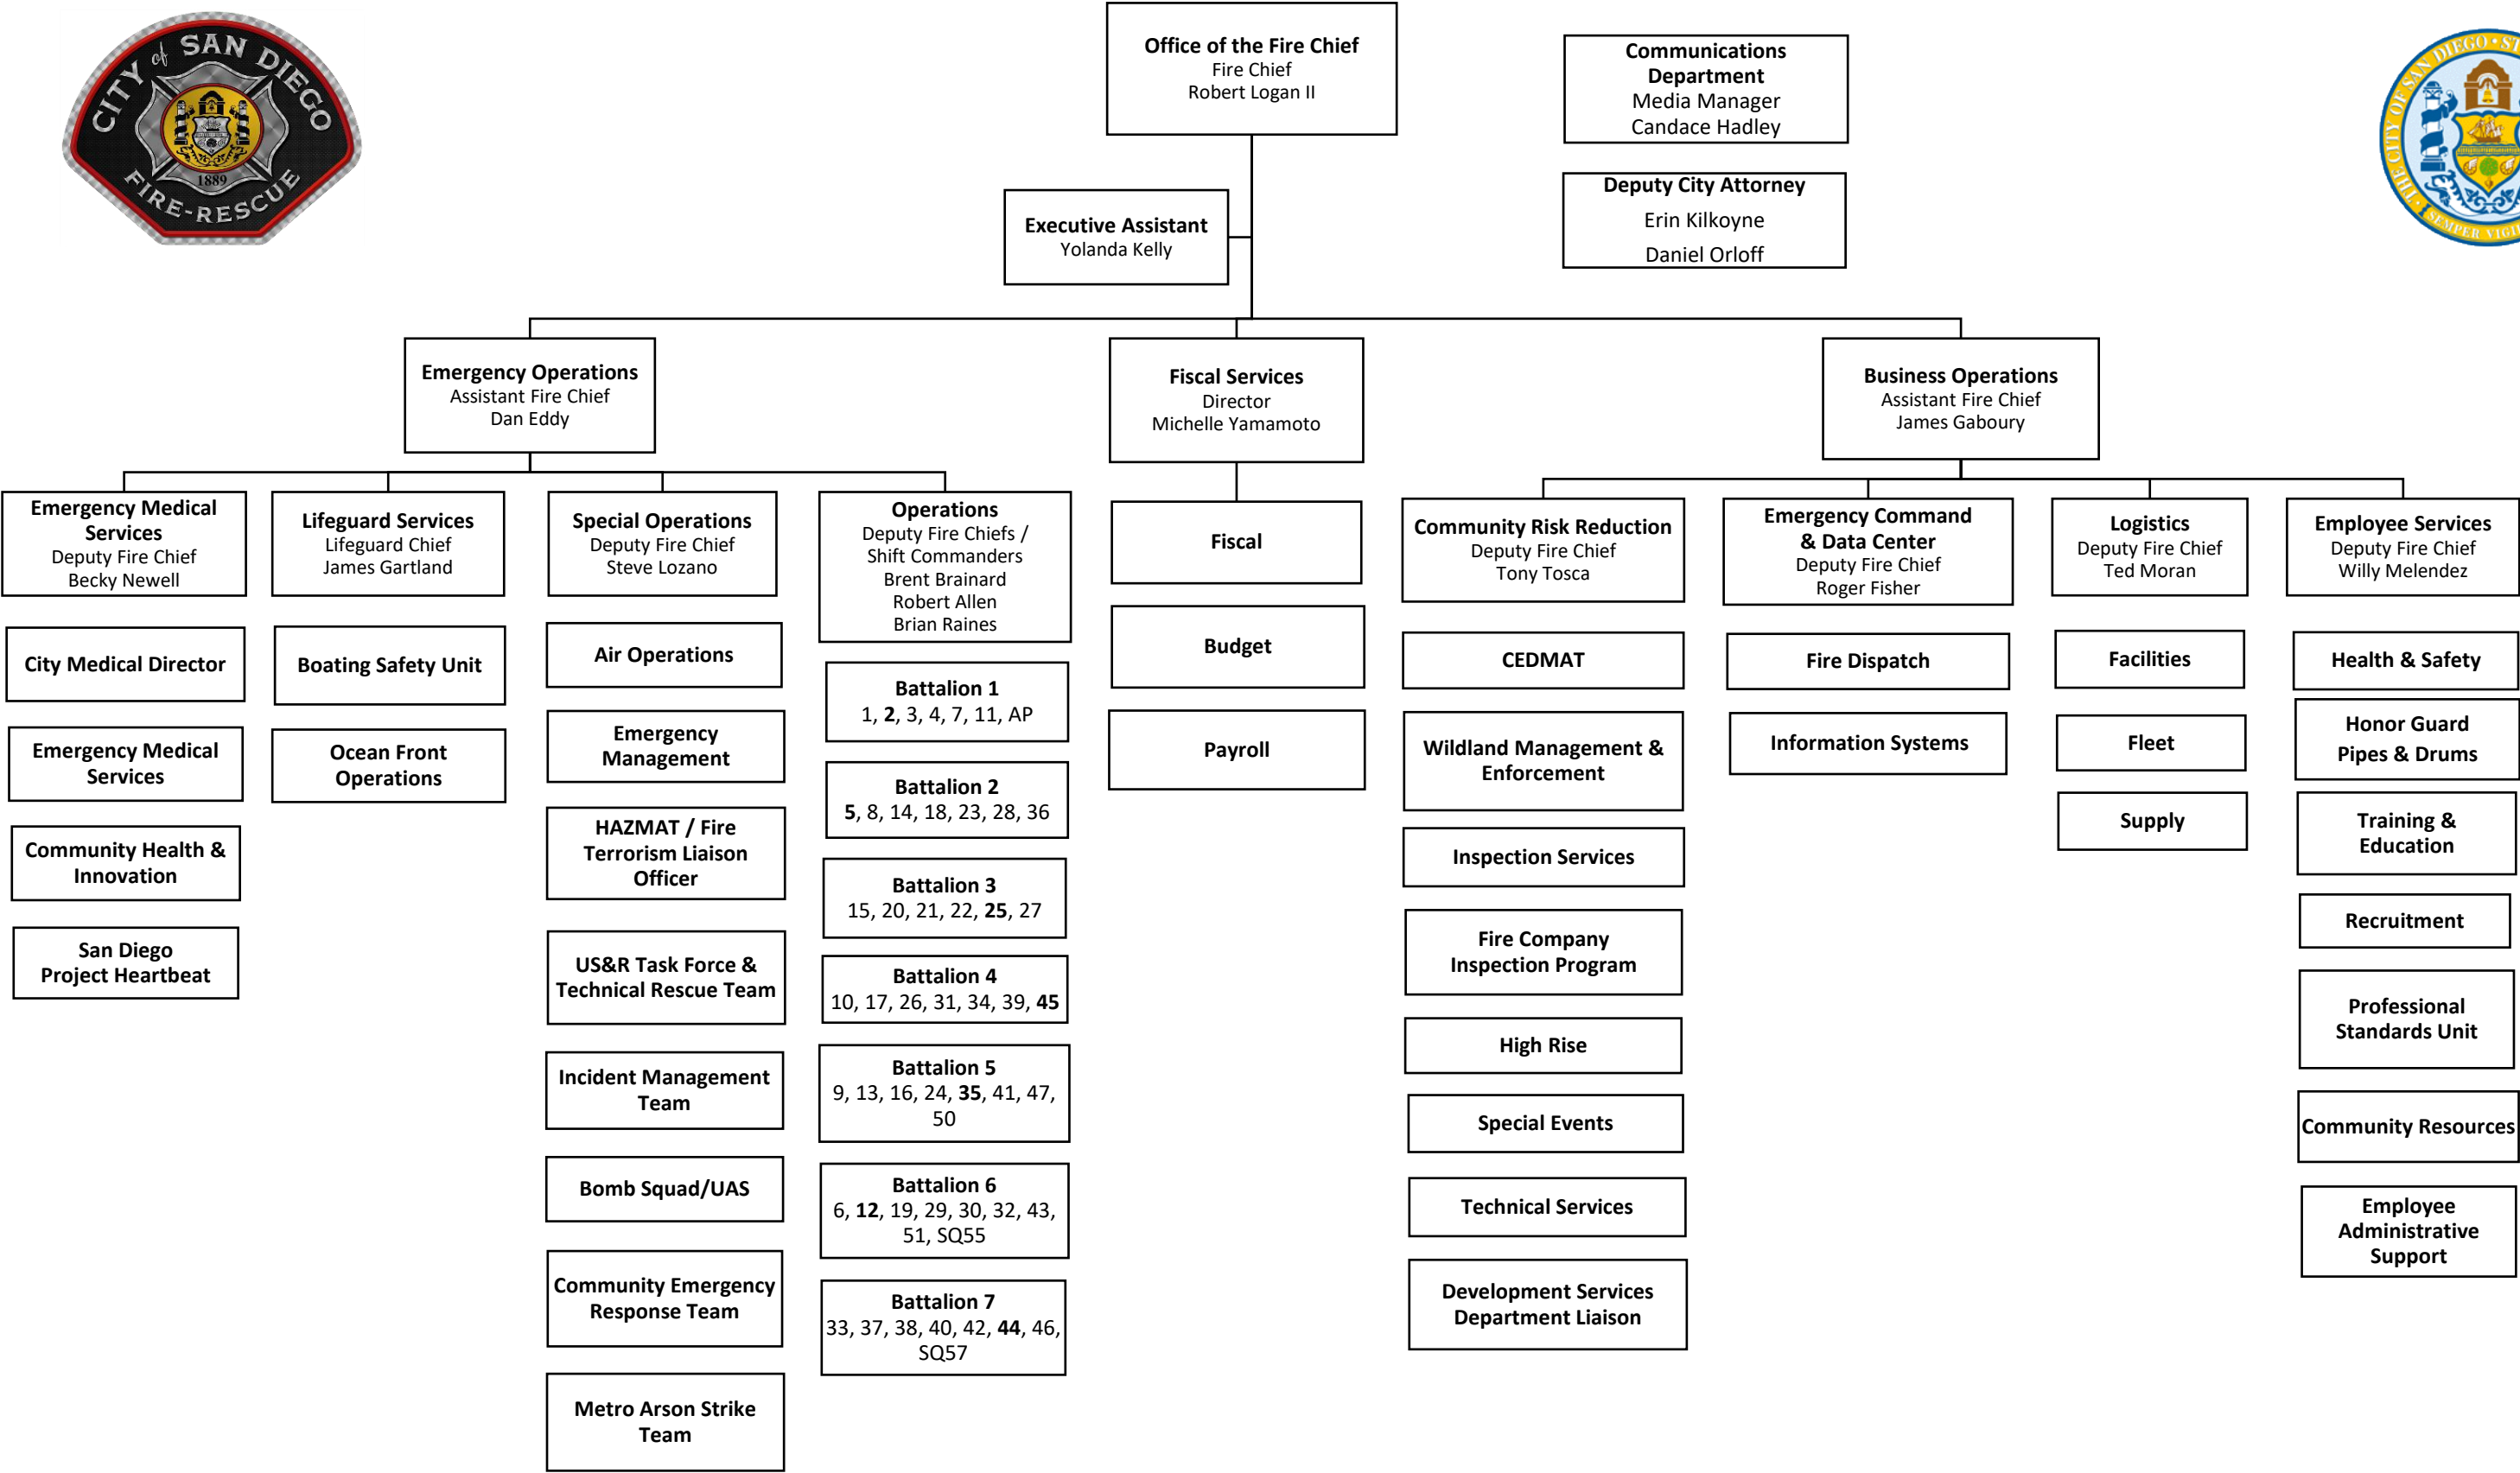 CITY of SAN DIEGO
1889
FIRE-RESCUE
Office of the Fire Chief
Fire Chief
Robert Logan II
Communications
Department
Media Manager
Candace Hadley
Deputy City Attorney
Erin Kilkoyne
Daniel Orloff
THE CITY OF SAN DIEGO • ST
SEMPER VIGIL
Executive Assistant
Yolanda Kelly
Emergency Operations
Assistant Fire Chief
Dan Eddy
Fiscal Services
Director
Michelle Yamamoto
Business Operations
Assistant Fire Chief
James Gaboury
Emergency Medical
Services
Deputy Fire Chief
Becky Newell
City Medical Director
Emergency Medical
Services
Community Health &
Innovation
San Diego
Project Heartbeat
Lifeguard Services
Lifeguard Chief
James Gartland
Boating Safety Unit
Ocean Front
Operations
Special Operations
Deputy Fire Chief
Steve Lozano
Air Operations
Emergency
Management
HAZMAT / Fire
Terrorism Liaison
Officer
US&R Task Force &
Technical Rescue Team
Incident Management
Team
Bomb Squad/UAS
Community Emergency
Response Team
Metro Arson Strike
Team
Operations
Deputy Fire Chiefs /
Shift Commanders
Brent Brainard
Robert Allen
Brian Raines
Battalion 1
1, 2, 3, 4, 7, 11, AP
Battalion 2
5, 8, 14, 18, 23, 28, 36
Battalion 3
15, 20, 21, 22, 25, 27
Battalion 4
10, 17, 26, 31, 34, 39, 45
Battalion 5
9, 13, 16, 24, 35, 41, 47,
50
Battalion 6
6, 12, 19, 29, 30, 32, 43,
51, SQ55
Battalion 7
33, 37, 38, 40, 42, 44, 46,
SQ57
Fiscal
Budget
Payroll
Community Risk Reduction
Deputy Fire Chief
Tony Tosca
CEDMAT
Wildland Management &
Enforcement
Inspection Services
Fire Company
Inspection Program
High Rise
Special Events
Technical Services
Development Services
Department Liaison
Emergency Command
& Data Center
Deputy Fire Chief
Roger Fisher
Fire Dispatch
Information Systems
Logistics
Deputy Fire Chief
Ted Moran
Facilities
Fleet
Supply
Employee Services
Deputy Fire Chief
Willy Melendez
Health & Safety
Honor Guard
Pipes & Drums
Training &
Education
Recruitment
Professional
Standards Unit
Community Resources
Employee
Administrative
Support